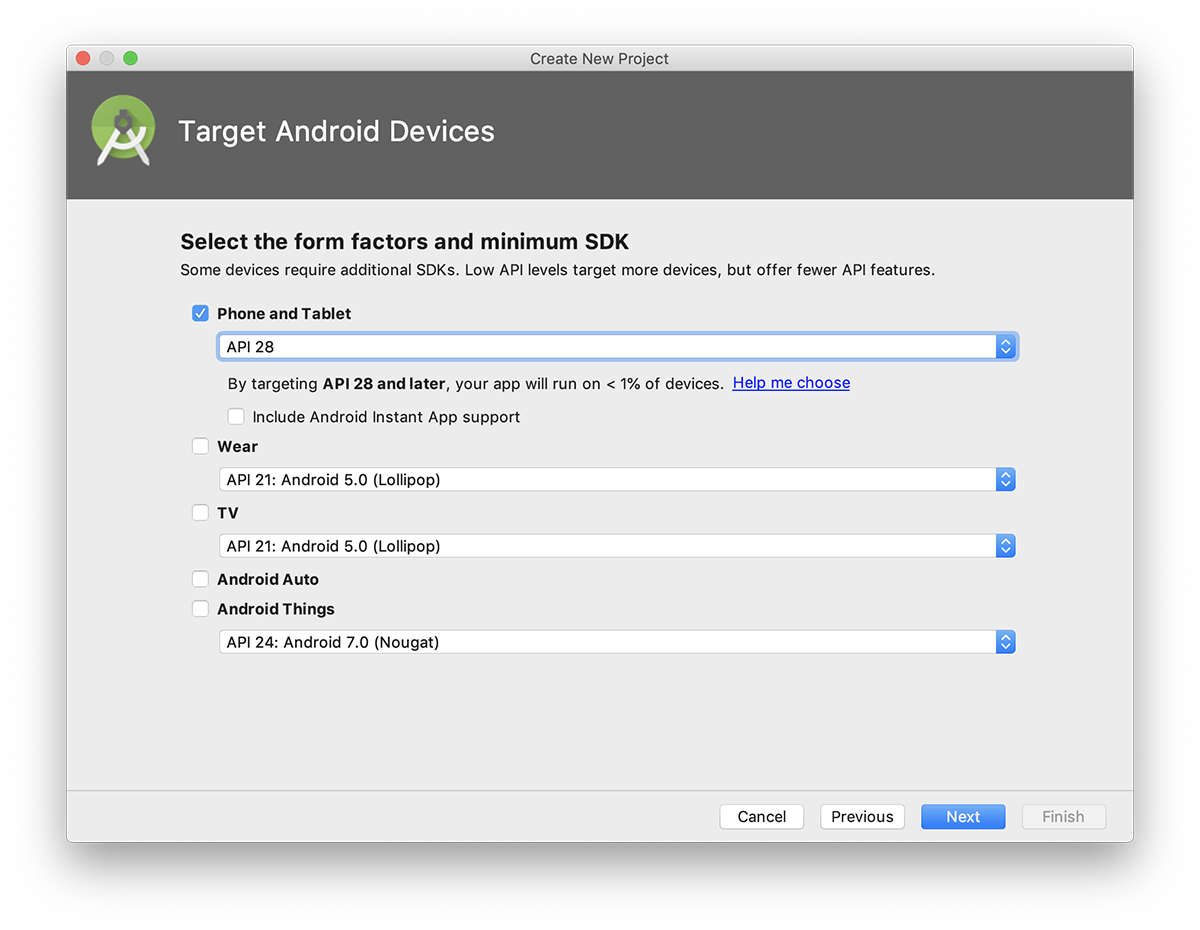 Create New Project
Target Android Devices
Select the form factors and minimum SDK
Some devices require additional SDKs. Low API levels target more devices, but offer fewer API features.
Phone and Tablet
API 28
By targeting API 28 and later, your app will run on < 1% of devices. Help me choose
Include Android Instant App support
Wear
API 21: Android 5.0 (Lollipop)
TV
API 21: Android 5.0 (Lollipop)
Android Auto
Android Things
API 24: Android 7.0 (Nougat)
Cancel Previous Next Finish